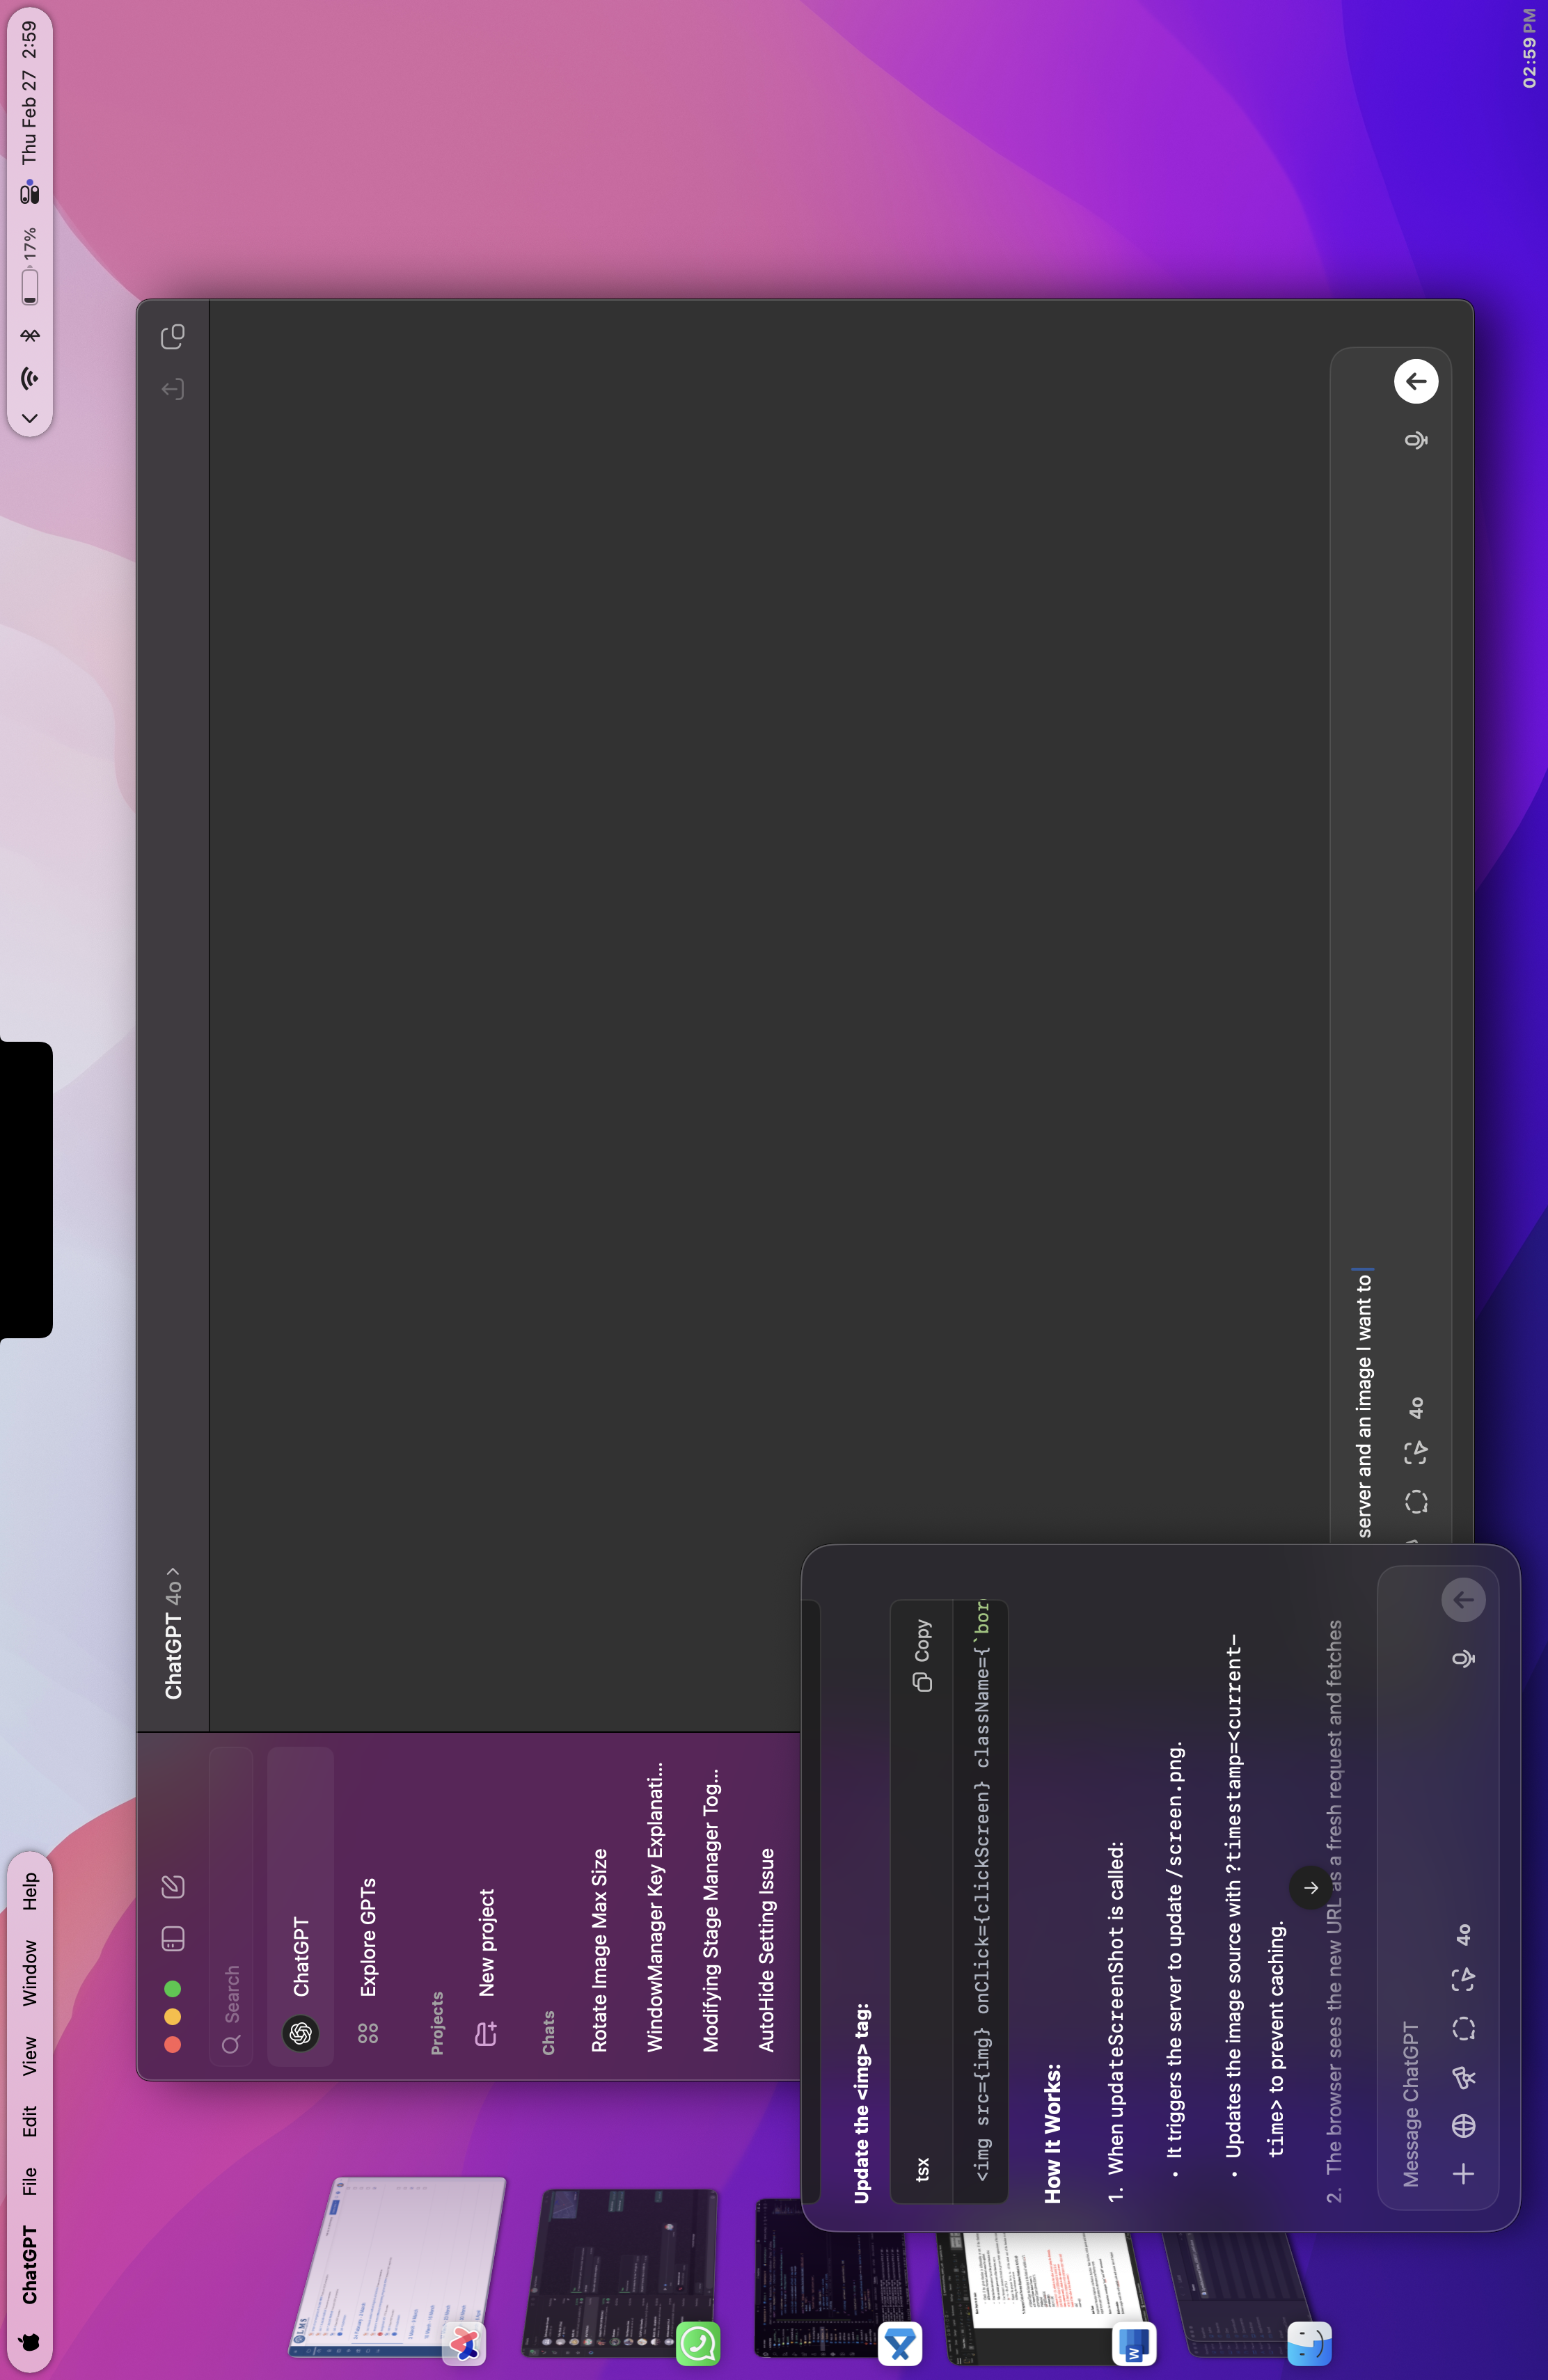 ChatGPT File Edit View Window Help
17% Thu Feb 27 2:59
ChatGPT 4o >
Search
ChatGPT
Explore GPTs
Projects
New project
Chats
Rotate Image Max Size
WindowManager Key Explanati...
Modifying Stage Manager Tog...
AutoHide Setting Issue
server and an image I want to
4o
Update the <img> tag:
tsx
Copy
<img src={img} onClick={clickScreen} className={`bor
How It Works:
1. When updateScreenShot is called:
• It triggers the server to update /screen.png.
• Updates the image source with ?timestamp=<current-
time> to prevent caching.
2. The browser sees the new URL as a fresh request and fetches
Message ChatGPT
4o
LMS
W
02:59 PM